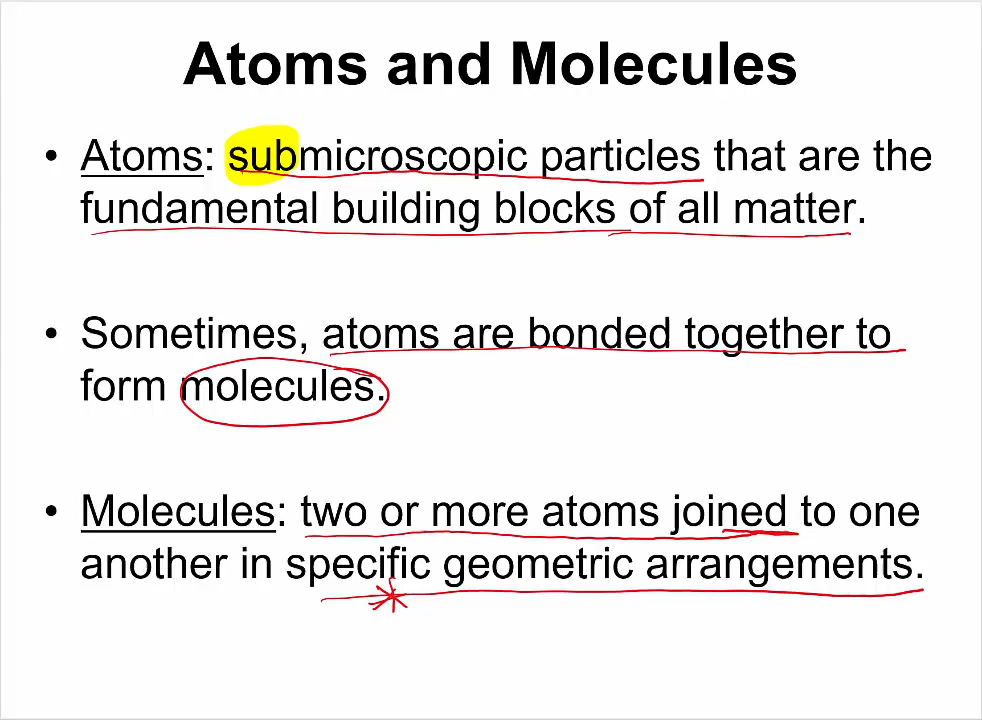 Atoms and Molecules
• Atoms: submicroscopic particles that are the
fundamental building blocks of all matter.
• Sometimes, atoms are bonded together to
form molecules.
• Molecules: two or more atoms joined to one
another in specific geometric arrangements.